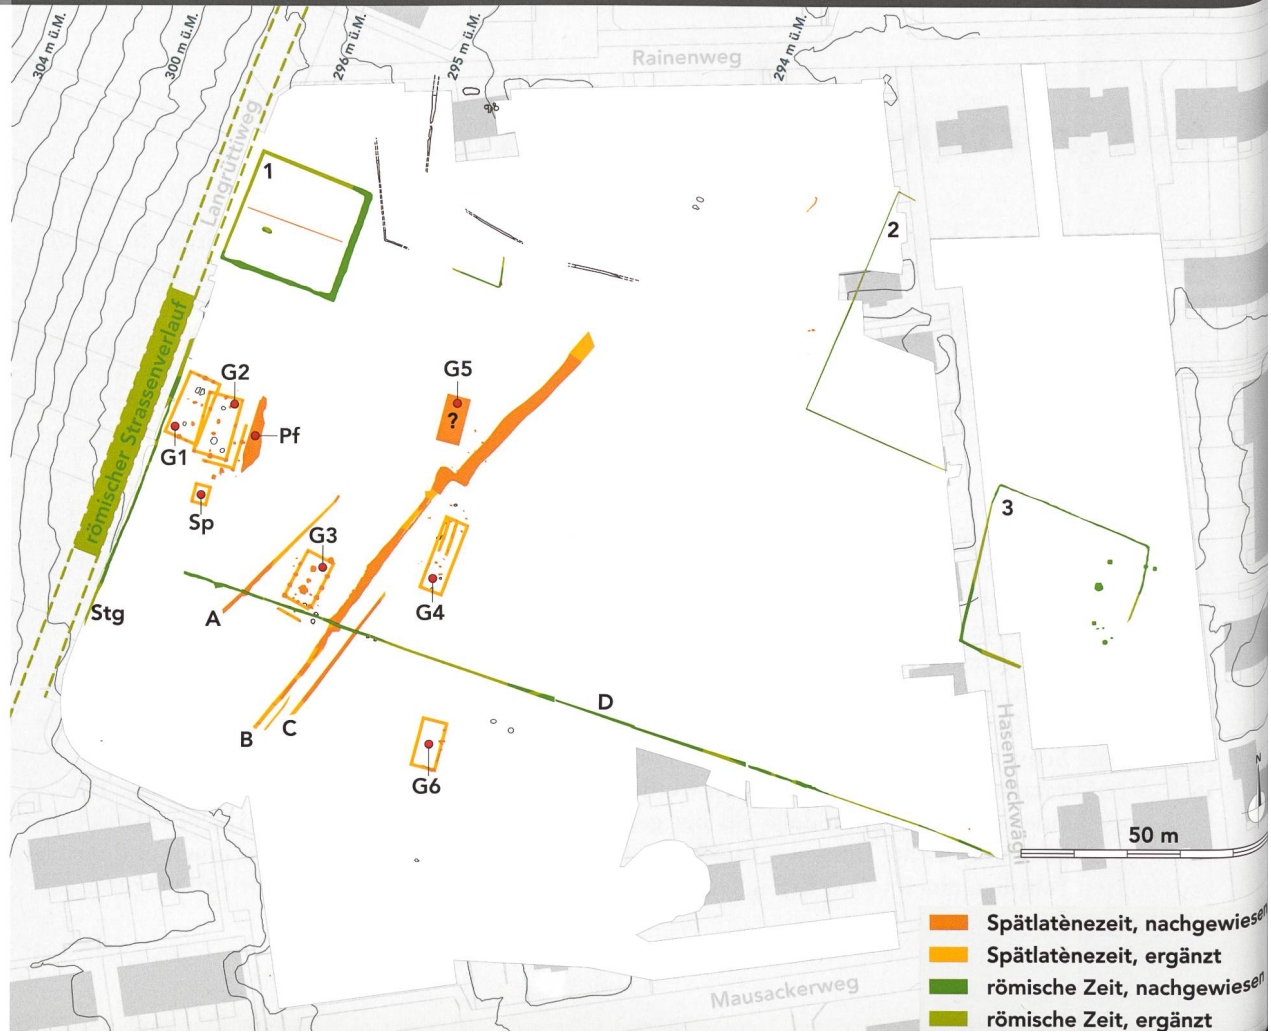 304 m ü.M.
300 m ü.M.
296 m ü.M.
295 m ü.M.
294 m ü.M.
Rainenweg
Langrüttiweg
1
2
römischer Strassenverlauf
G2
G5
?
G1
Pf
Sp
3
G3
A
G4
Stg
D
B
C
G6
Hasenbeckwägli
N
50 m
Mausackerweg
Spätlatènezeit, nachgewiesen
Spätlatènezeit, ergänzt
römische Zeit, nachgewiesen
römische Zeit, ergänzt